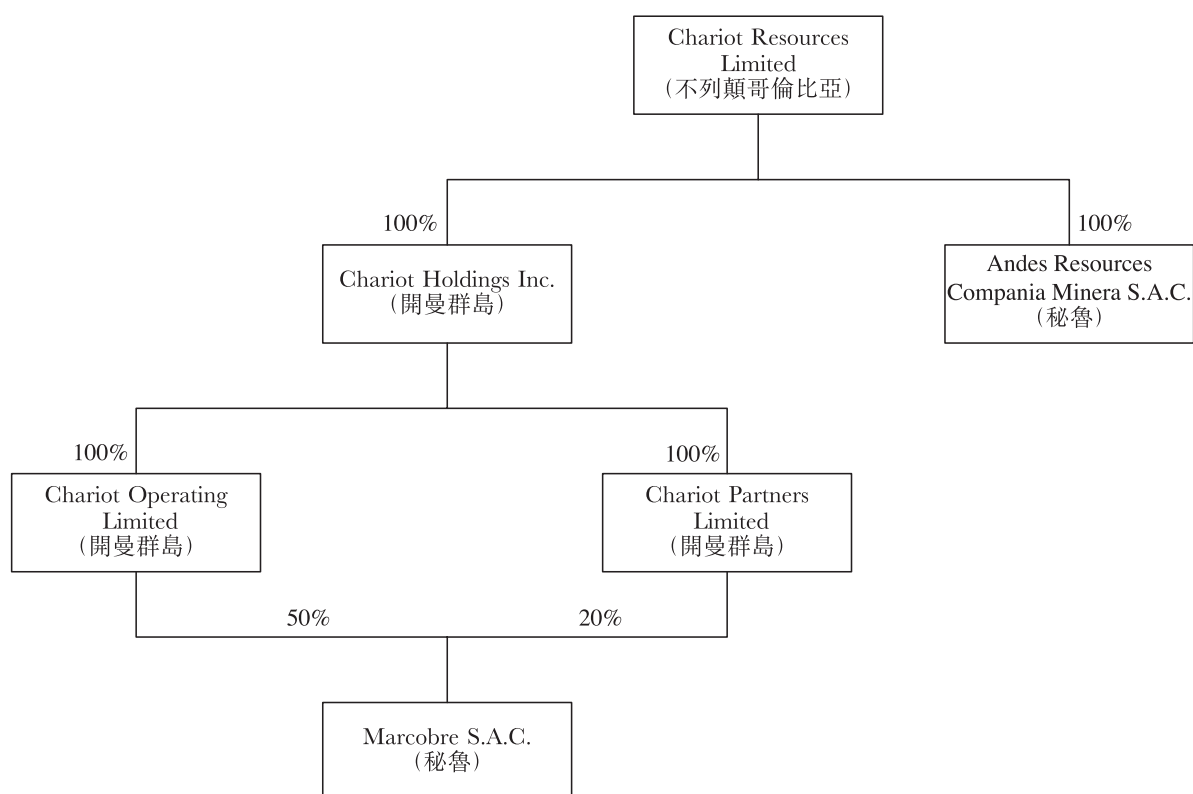 Chariot Resources
Limited
(不列顛哥倫比亞)
100%
100%
Chariot Holdings Inc.
(開曼群島)
Andes Resources
Compania Minera S.A.C.
(秘魯)
100%
100%
Chariot Operating
Limited
(開曼群島)
Chariot Partners
Limited
(開曼群島)
50%
20%
Marcobre S.A.C.
(秘魯)